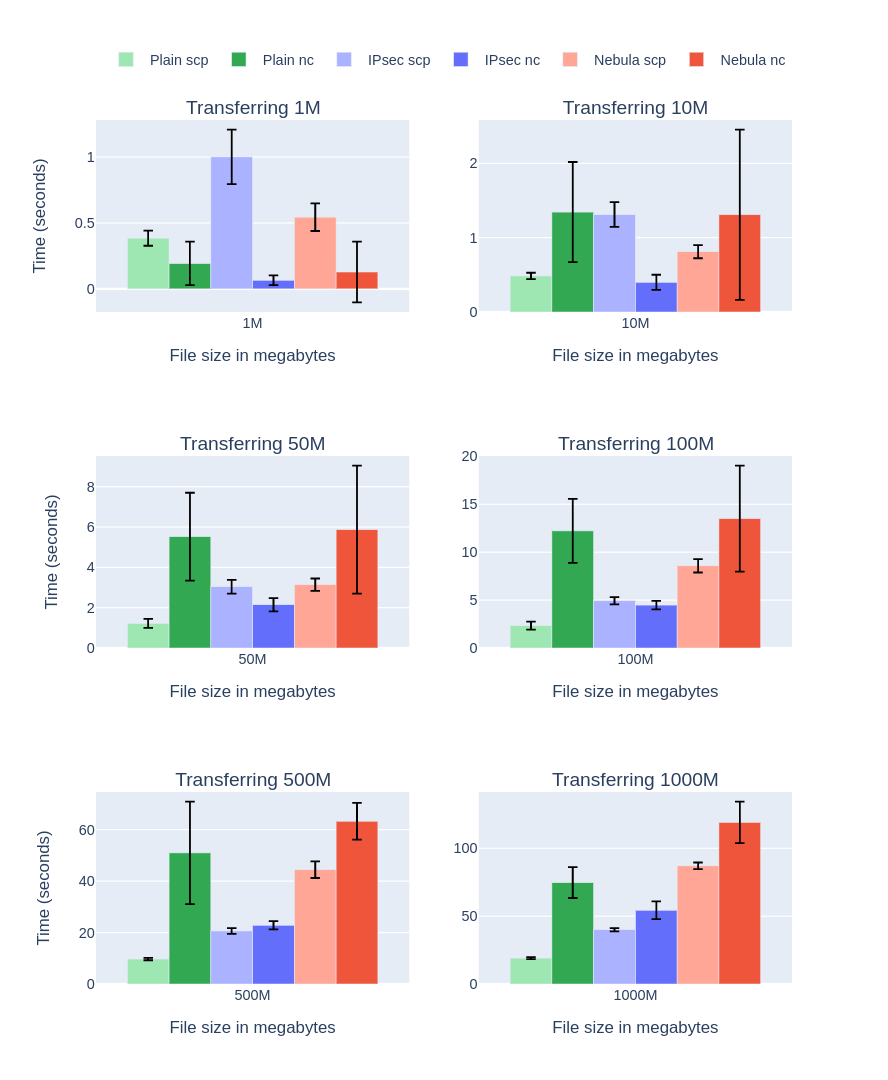 Plain scp Plain nc IPsec scp IPsec nc Nebula scp Nebula nc
Transferring 1M
Time (seconds)
1
0.5
0
1M
File size in megabytes
Transferring 10M
2
1
0
10M
File size in megabytes
Transferring 50M
Time (seconds)
8
6
4
2
0
50M
File size in megabytes
Transferring 100M
20
15
10
5
0
100M
File size in megabytes
Transferring 500M
Time (seconds)
60
40
20
0
500M
File size in megabytes
Transferring 1000M
100
50
0
1000M
File size in megabytes